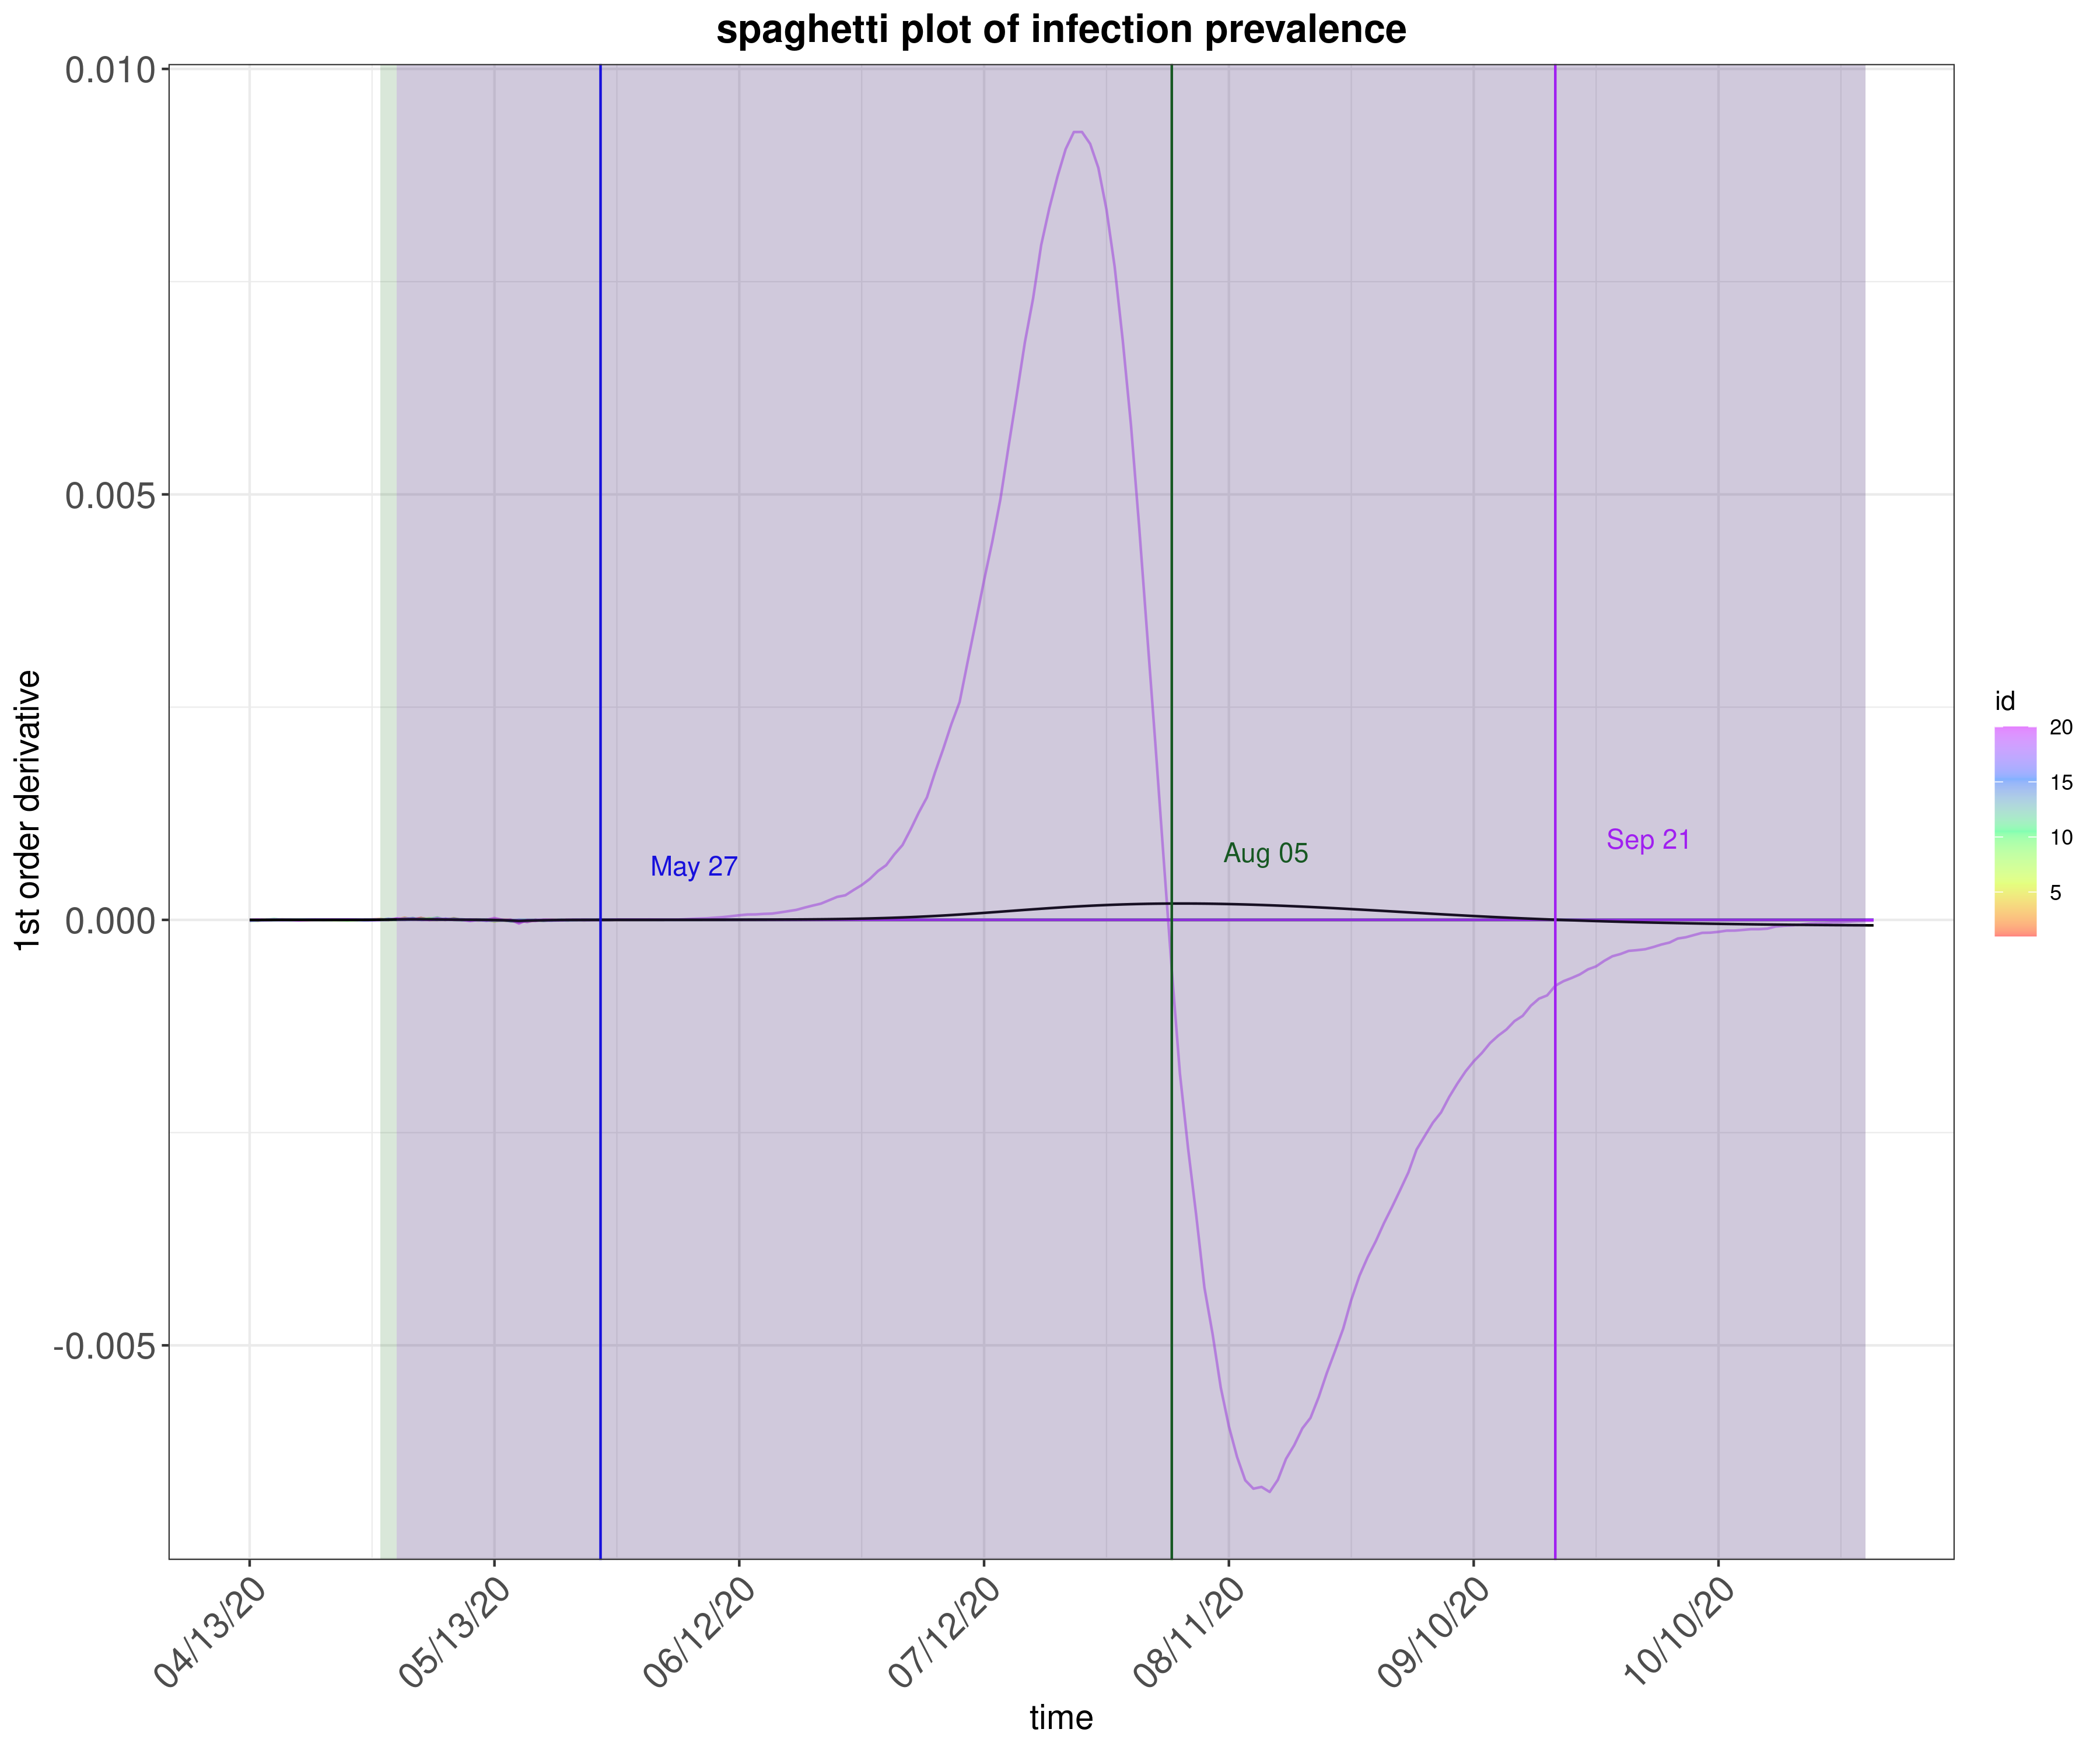 spaghetti plot of infection prevalence
0.010
0.005
0.000
-0.005
1st order derivative
May 27
Aug 05
Sep 21
04/13/20
05/13/20
06/12/20
07/12/20
08/11/20
09/10/20
10/10/20
time
id
20
15
10
5